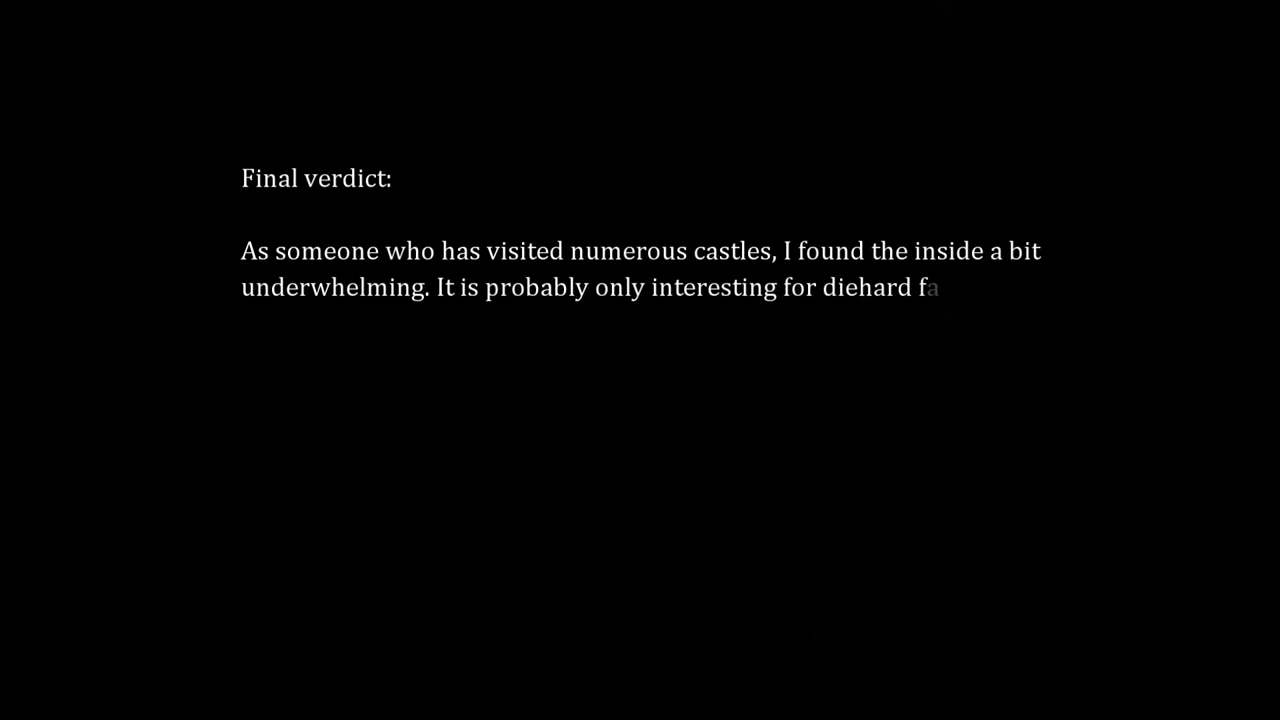 Final verdict:
As someone who has visited numerous castles, I found the inside a bit
underwhelming. It is probably only interesting for diehard fa